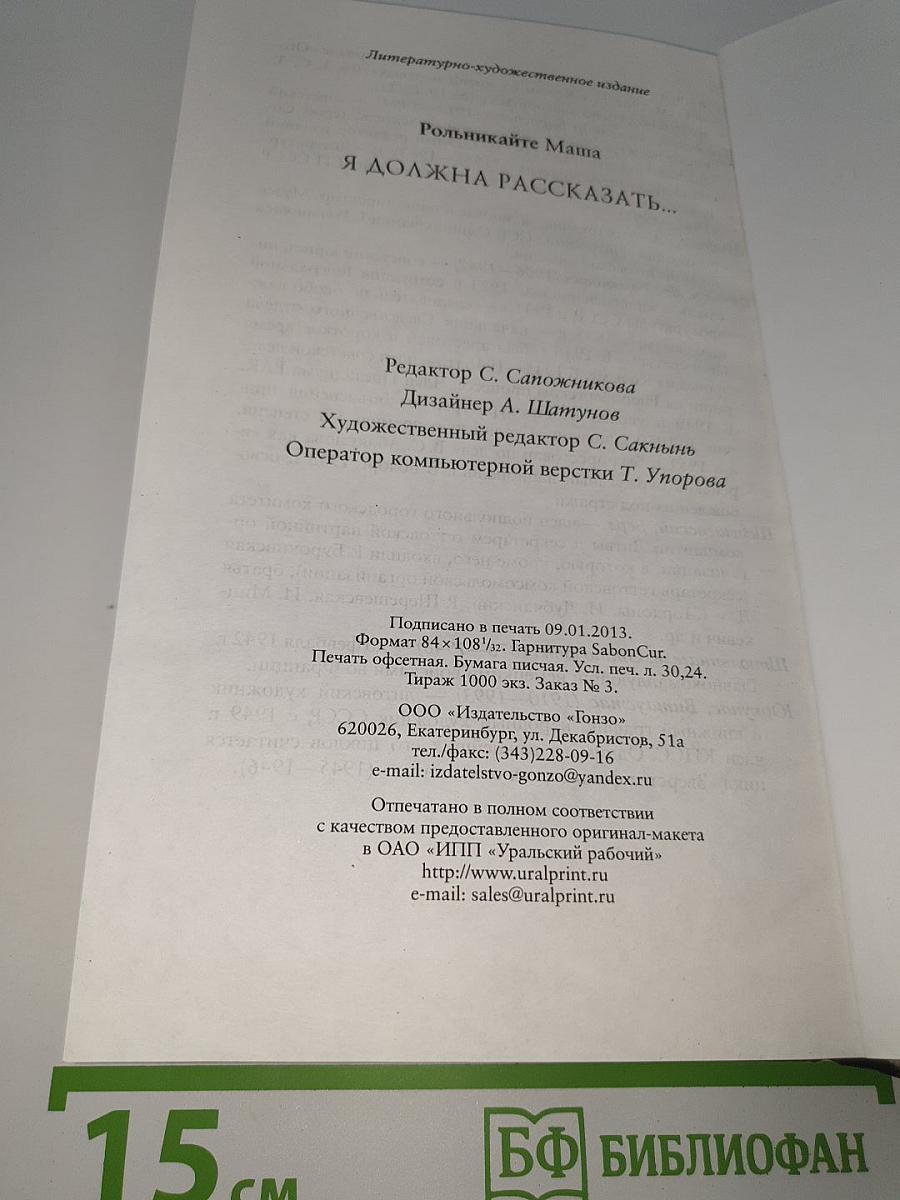 Литературно-художественное издание
Рольникайте Маша
Я ДОЛЖНА РАССКАЗАТЬ...
Редактор С. Сапожникова
Дизайнер А. Шатунов
Художественный редактор С. Сакнынь
Оператор компьютерной верстки Т. Упорова
Подписано в печать 09.01.2013.
Формат 84 × 108 1/32. Гарнитура SabonCur.
Печать офсетная. Бумага писчая. Усл. печ. л. 30,24.
Тираж 1000 экз. Заказ № 3.
ООО «Издательство «Гонзо»
620026, Екатеринбург, ул. Декабристов, 51а
тел./факс: (343)228-09-16
e-mail: izdatelstvo-gonzo@yandex.ru
Отпечатано в полном соответствии
с качеством предоставленного оригинал-макета
в ОАО «ИПП «Уральский рабочий»
http://www.uralprint.ru
e-mail: sales@uralprint.ru
15 см
БФ БИБЛИОФАН